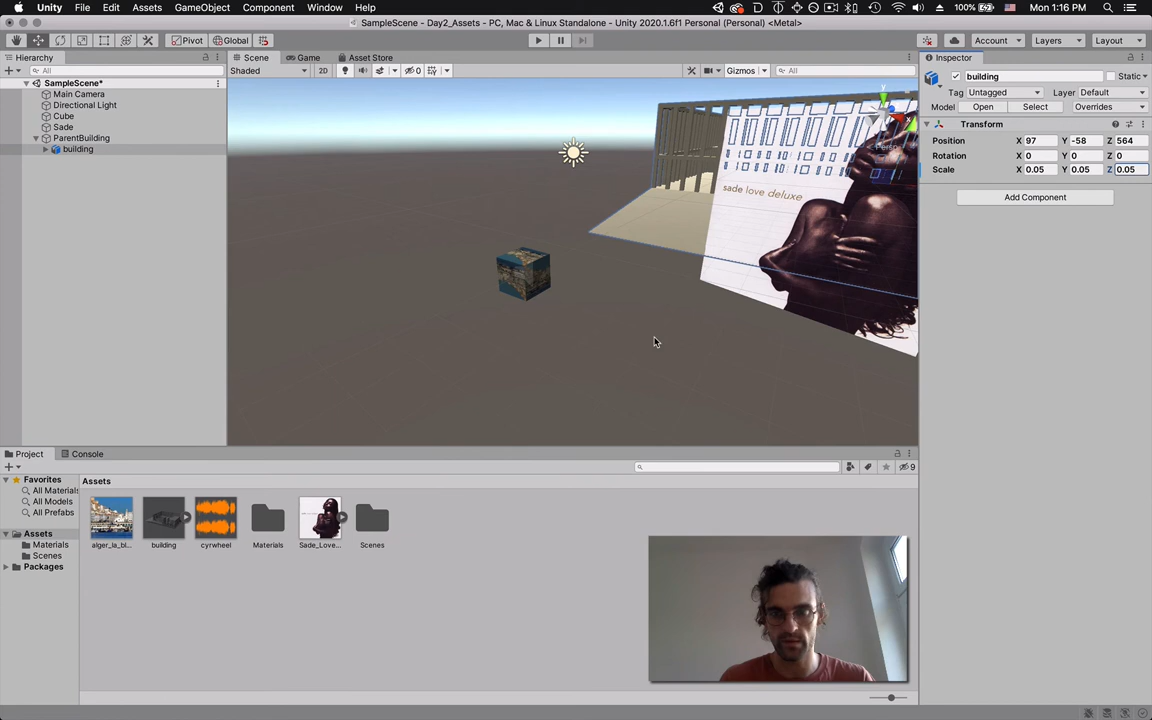 Unity File Edit Assets GameObject Component Window Help 100% Mon 1:16 PM
SampleScene - Day2_Assets - PC, Mac & Linux Standalone - Unity 2020.1.6f1 Personal (Personal) <Metal>
Pivot Global Account Layers Layout
Hierarchy
All
SampleScene*
Main Camera
Directional Light
Cube
Sade
ParentBuilding
building
Scene Game Asset Store
Shaded 2D 0 Gizmos All
sade love deluxe
Persp
Inspector
building Static
Tag Untagged Layer Default
Model Open Select Overrides
Transform
Position X 97 Y -58 Z 564
Rotation X 0 Y 0 Z 0
Scale X 0.05 Y 0.05 Z 0.05
Add Component
Project Console
9
Favorites
All Materials
All Models
All Prefabs
Assets
Materials
Scenes
Packages
Assets
alger_la_bl... building cyrwheel Materials Sade_Love... Scenes